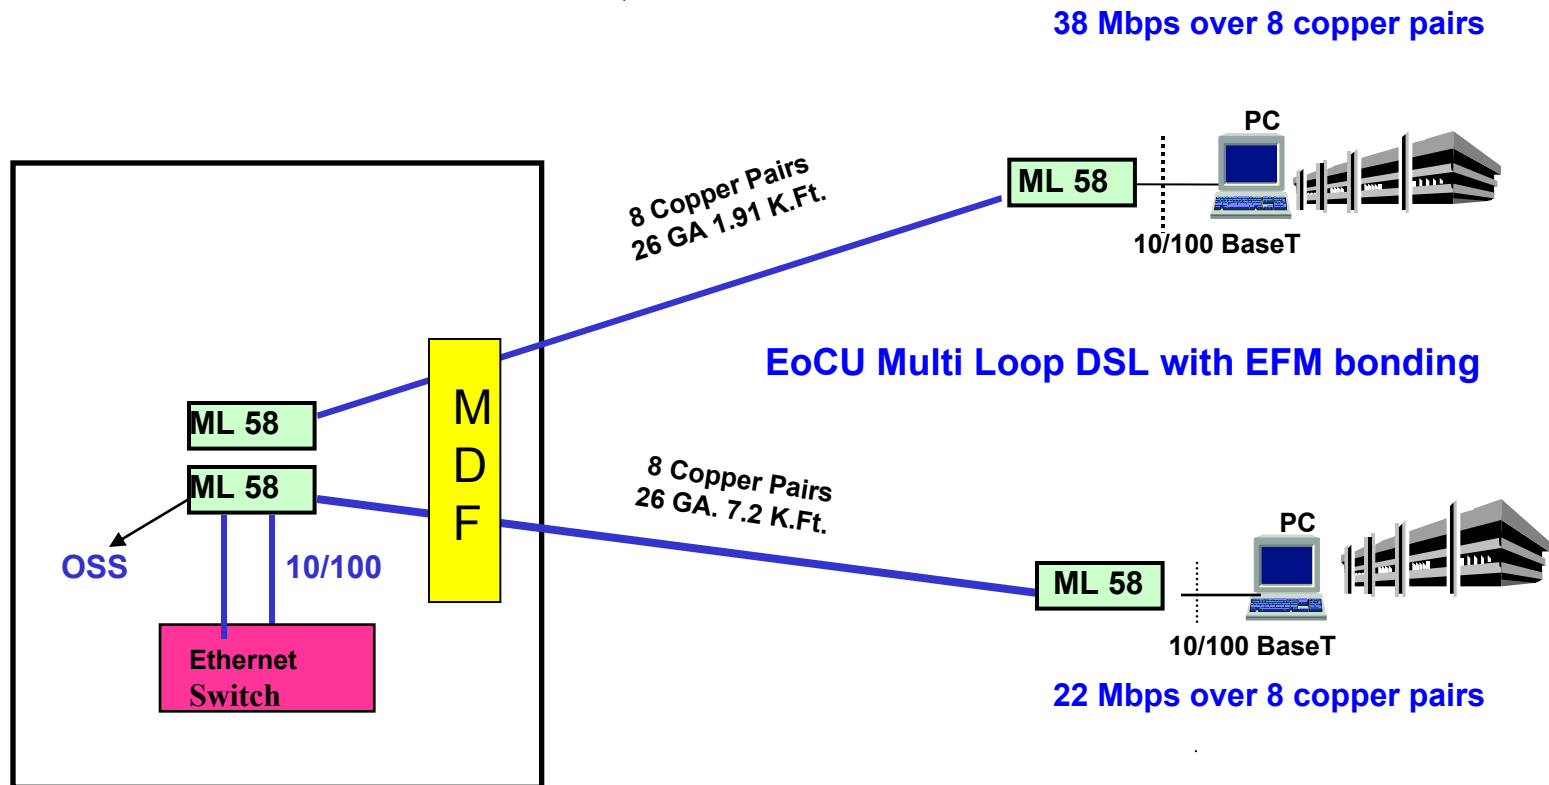 38 Mbps over 8 copper pairs
PC
8 Copper Pairs
26 GA 1.91 K.Ft.
ML 58
10/100 BaseT
EoCU Multi Loop DSL with EFM bonding
M
D
F
ML 58
ML 58
8 Copper Pairs
26 GA. 7.2 K.Ft.
OSS
10/100
PC
ML 58
10/100 BaseT
Ethernet
Switch
22 Mbps over 8 copper pairs